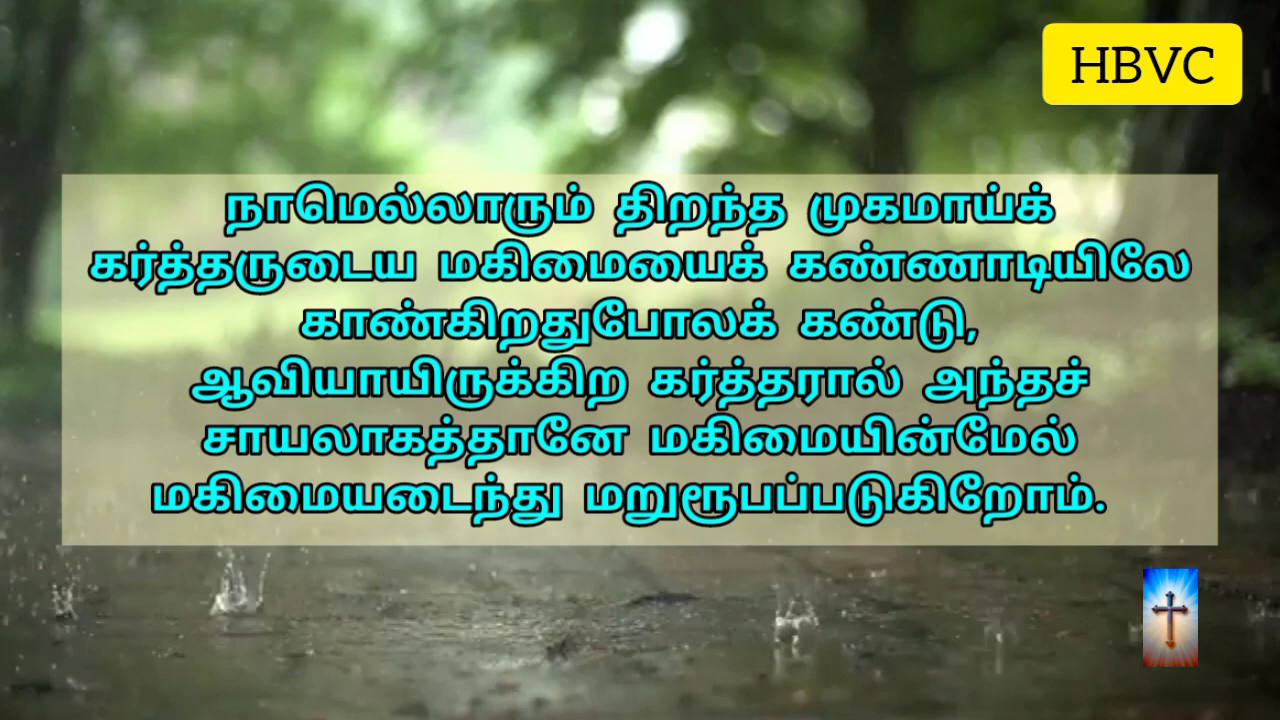 HBVC
நாமெல்லாரும் திறந்த முகமாய்க்
கர்த்தருடைய மகிமையைக் கண்ணாடியிலே
காண்கிறதுபோலக் கண்டு,
ஆவியாயிருக்கிற கர்த்தரால் அந்தச்
சாயலாகத்தானே மகிமையின்மேல்
மகிமையடைந்து மறுரூபப்படுகிறோம்.